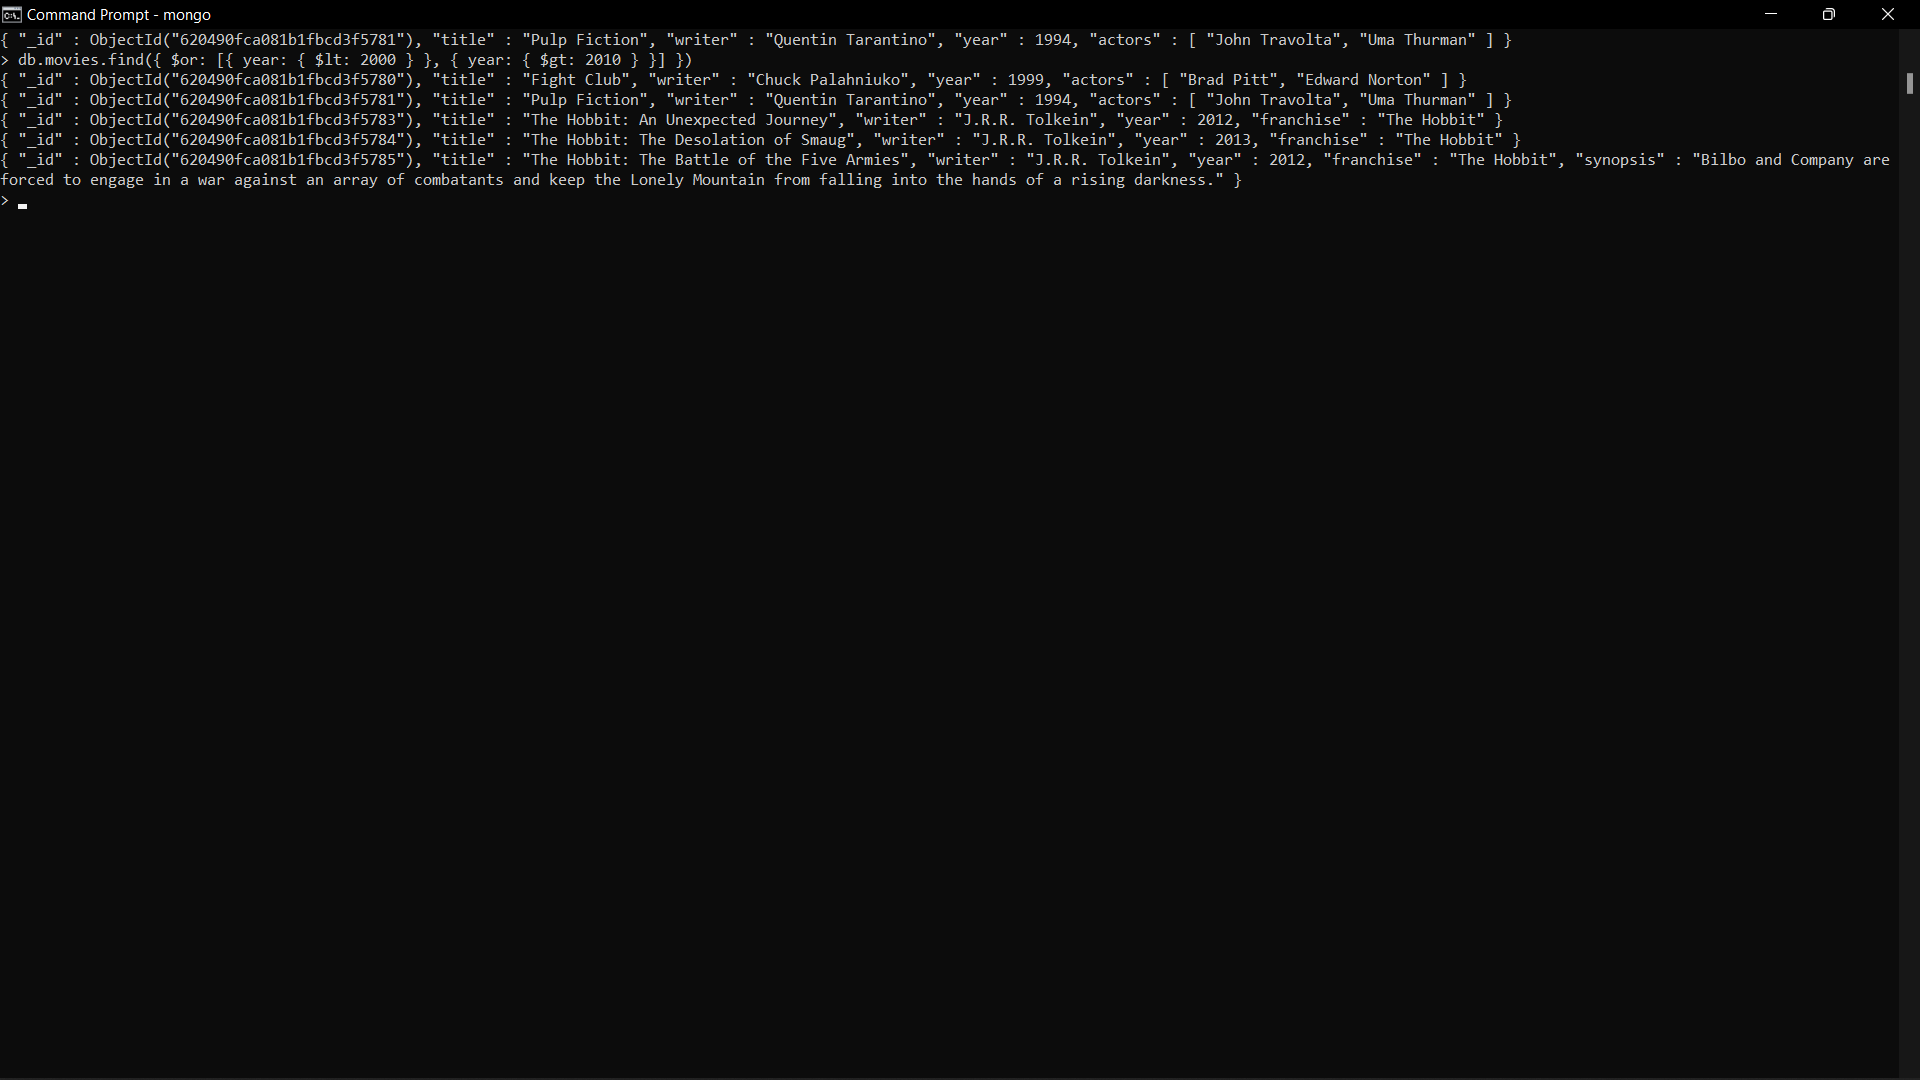 Command Prompt - mongo
{ "_id" : ObjectId("620490fca081b1fbcd3f5781"), "title" : "Pulp Fiction", "writer" : "Quentin Tarantino", "year" : 1994, "actors" : [ "John Travolta", "Uma Thurman" ] }
> db.movies.find({ $or: [{ year: { $lt: 2000 } }, { year: { $gt: 2010 } }] })
{ "_id" : ObjectId("620490fca081b1fbcd3f5780"), "title" : "Fight Club", "writer" : "Chuck Palahniuko", "year" : 1999, "actors" : [ "Brad Pitt", "Edward Norton" ] }
{ "_id" : ObjectId("620490fca081b1fbcd3f5781"), "title" : "Pulp Fiction", "writer" : "Quentin Tarantino", "year" : 1994, "actors" : [ "John Travolta", "Uma Thurman" ] }
{ "_id" : ObjectId("620490fca081b1fbcd3f5783"), "title" : "The Hobbit: An Unexpected Journey", "writer" : "J.R.R. Tolkein", "year" : 2012, "franchise" : "The Hobbit" }
{ "_id" : ObjectId("620490fca081b1fbcd3f5784"), "title" : "The Hobbit: The Desolation of Smaug", "writer" : "J.R.R. Tolkein", "year" : 2013, "franchise" : "The Hobbit" }
{ "_id" : ObjectId("620490fca081b1fbcd3f5785"), "title" : "The Hobbit: The Battle of the Five Armies", "writer" : "J.R.R. Tolkein", "year" : 2012, "franchise" : "The Hobbit", "synopsis" : "Bilbo and Company are
forced to engage in a war against an array of combatants and keep the Lonely Mountain from falling into the hands of a rising darkness." }
>